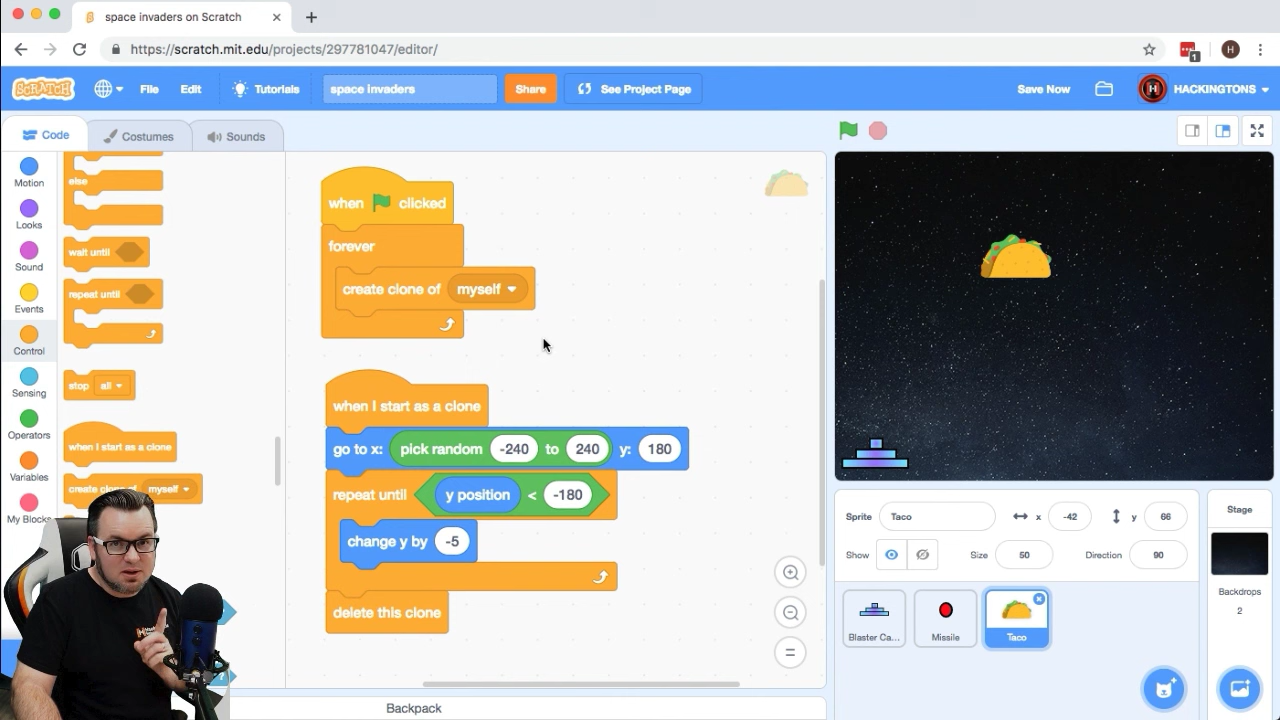 space invaders on Scratch
https://scratch.mit.edu/projects/297781047/editor/
1
H
SCRATCH
File
Edit
Tutorials
space invaders
Share
See Project Page
Save Now
H
HACKINGTONS
Code
Costumes
Sounds
Motion
Looks
Sound
Events
Control
Sensing
Operators
Variables
My Blocks
else
wait until
repeat until
stop all
when I start as a clone
create clone of myself
when clicked
forever
create clone of myself
when I start as a clone
go to x: pick random -240 to 240 y: 180
repeat until y position < -180
change y by -5
delete this clone
Backpack
Sprite Taco x -42 y 66
Show Size 50 Direction 90
Blaster Ca...
Missile
Taco
Stage
Backdrops
2